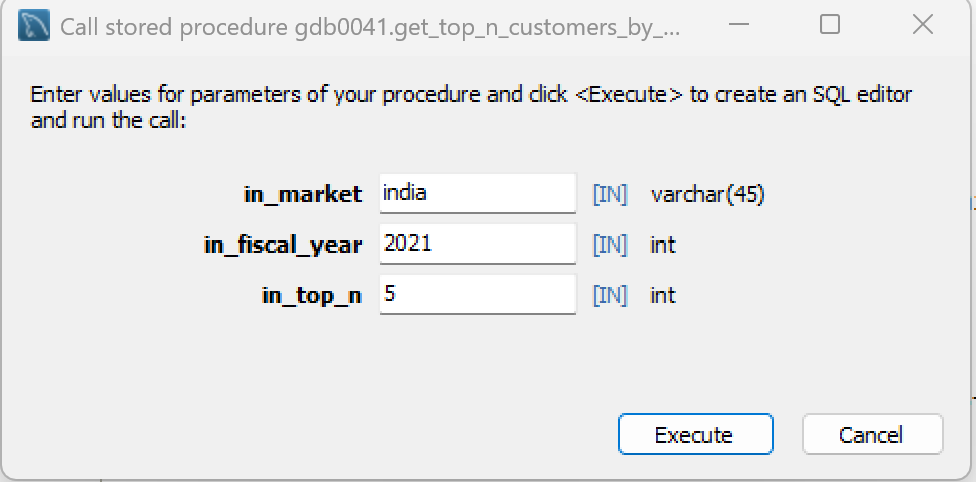 Call stored procedure gdb0041.get_top_n_customers_by_...
Enter values for parameters of your procedure and click <Execute> to create an SQL editor
and run the call:
in_market india [IN] varchar(45)
in_fiscal_year 2021 [IN] int
in_top_n 5 [IN] int
Execute Cancel